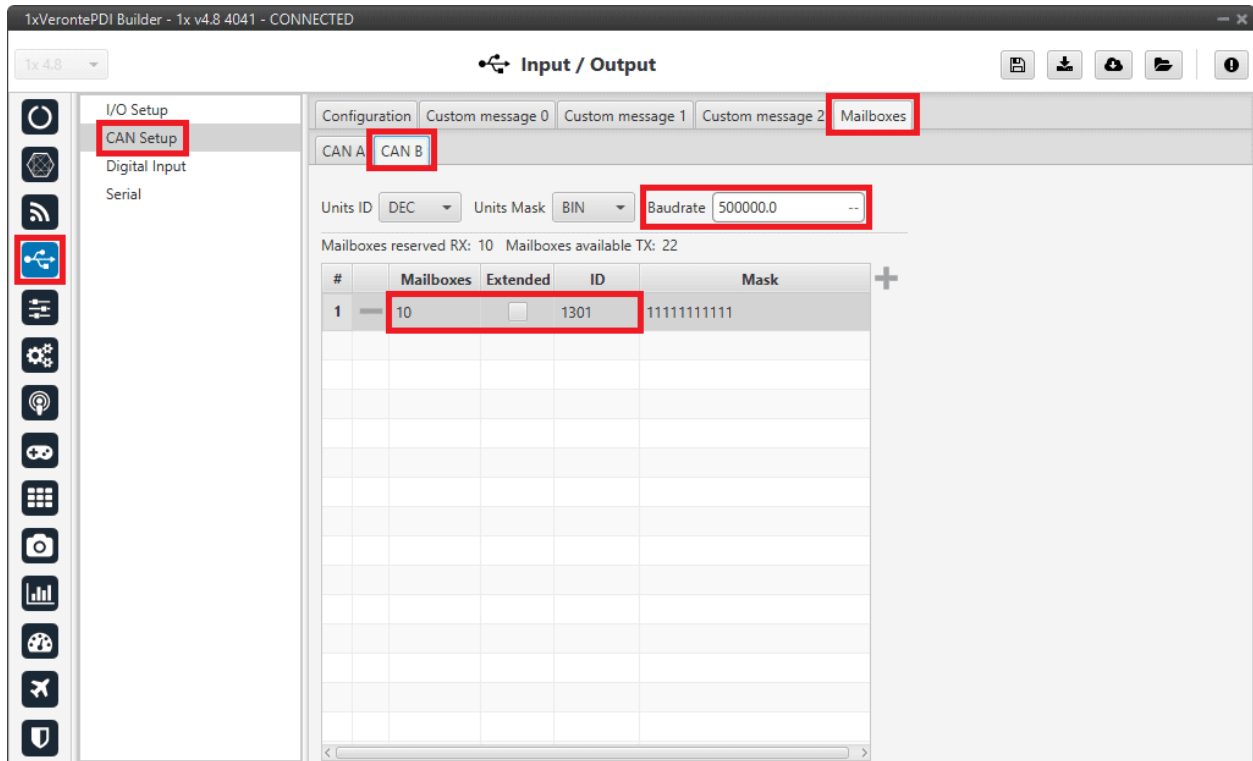 1xVerontePDI Builder - 1x v4.8 4041 - CONNECTED
1x 4.8
Input / Output
I/O Setup
CAN Setup
Digital Input
Serial
Configuration Custom message 0 Custom message 1 Custom message 2 Mailboxes
CAN A CAN B
Units ID DEC Units Mask BIN Baudrate 500000.0 --
Mailboxes reserved RX: 10 Mailboxes available TX: 22
# Mailboxes Extended ID Mask
1 10 1301 11111111111